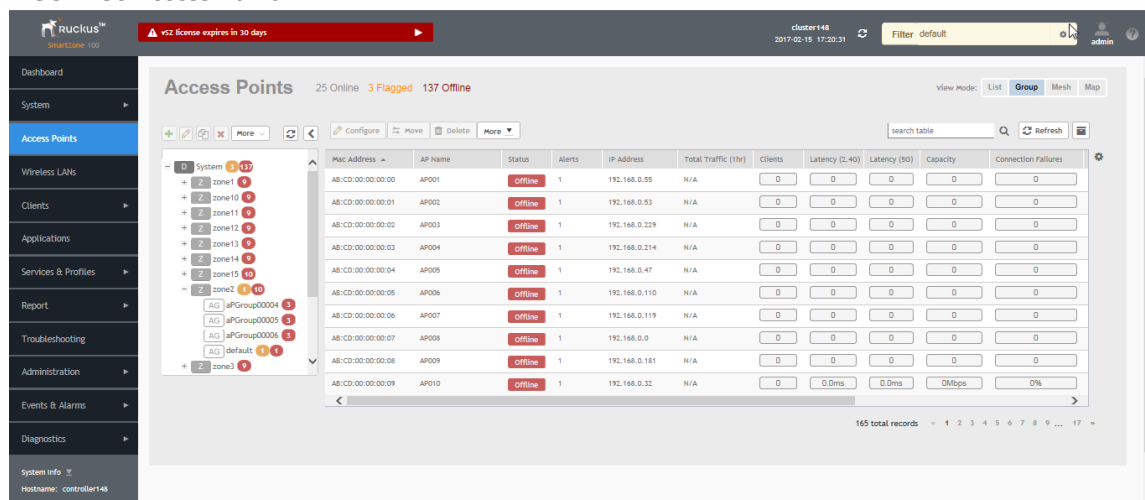 Ruckus™
SmartZone 100
vSZ license expires in 30 days
cluster148
2017-02-15 17:20:31
Filter default
admin
Dashboard
System
Access Points
Wireless LANs
Clients
Applications
Services & Profiles
Report
Troubleshooting
Administration
Events & Alarms
Diagnostics
System Info
Hostname: controller148
Access Points 25 Online 3 Flagged 137 Offline
View Mode: List Group Mesh Map
More
Configure Move Delete More
search table
Refresh
D System 3 137
Z zone1 9
Z zone10 9
Z zone11 9
Z zone12 9
Z zone13 9
Z zone14 9
Z zone15 10
Z zone2 1 10
AG aPGroup00004 3
AG aPGroup00005 3
AG aPGroup00006 3
AG default 1 1
Z zone3 9
Mac Address AP Name Status Alerts IP Address Total Traffic (1hr) Clients Latency (2.4G) Latency (5G) Capacity Connection Failures
AB:CD:00:00:00:00 AP001 Offline 1 192.168.0.55 N/A 0 0 0 0 0
AB:CD:00:00:00:01 AP002 Offline 1 192.168.0.53 N/A 0 0 0 0 0
AB:CD:00:00:00:02 AP003 Offline 1 192.168.0.229 N/A 0 0 0 0 0
AB:CD:00:00:00:03 AP004 Offline 1 192.168.0.214 N/A 0 0 0 0 0
AB:CD:00:00:00:04 AP005 Offline 1 192.168.0.47 N/A 0 0 0 0 0
AB:CD:00:00:00:05 AP006 Offline 1 192.168.0.110 N/A 0 0 0 0 0
AB:CD:00:00:00:06 AP007 Offline 1 192.168.0.119 N/A 0 0 0 0 0
AB:CD:00:00:00:07 AP008 Offline 1 192.168.0.0 N/A 0 0 0 0 0
AB:CD:00:00:00:08 AP009 Offline 1 192.168.0.181 N/A 0 0 0 0 0
AB:CD:00:00:00:09 AP010 Offline 1 192.168.0.32 N/A 0 0.0ms 0.0ms 0Mbps 0%
165 total records « 1 2 3 4 5 6 7 8 9 ... 17 »